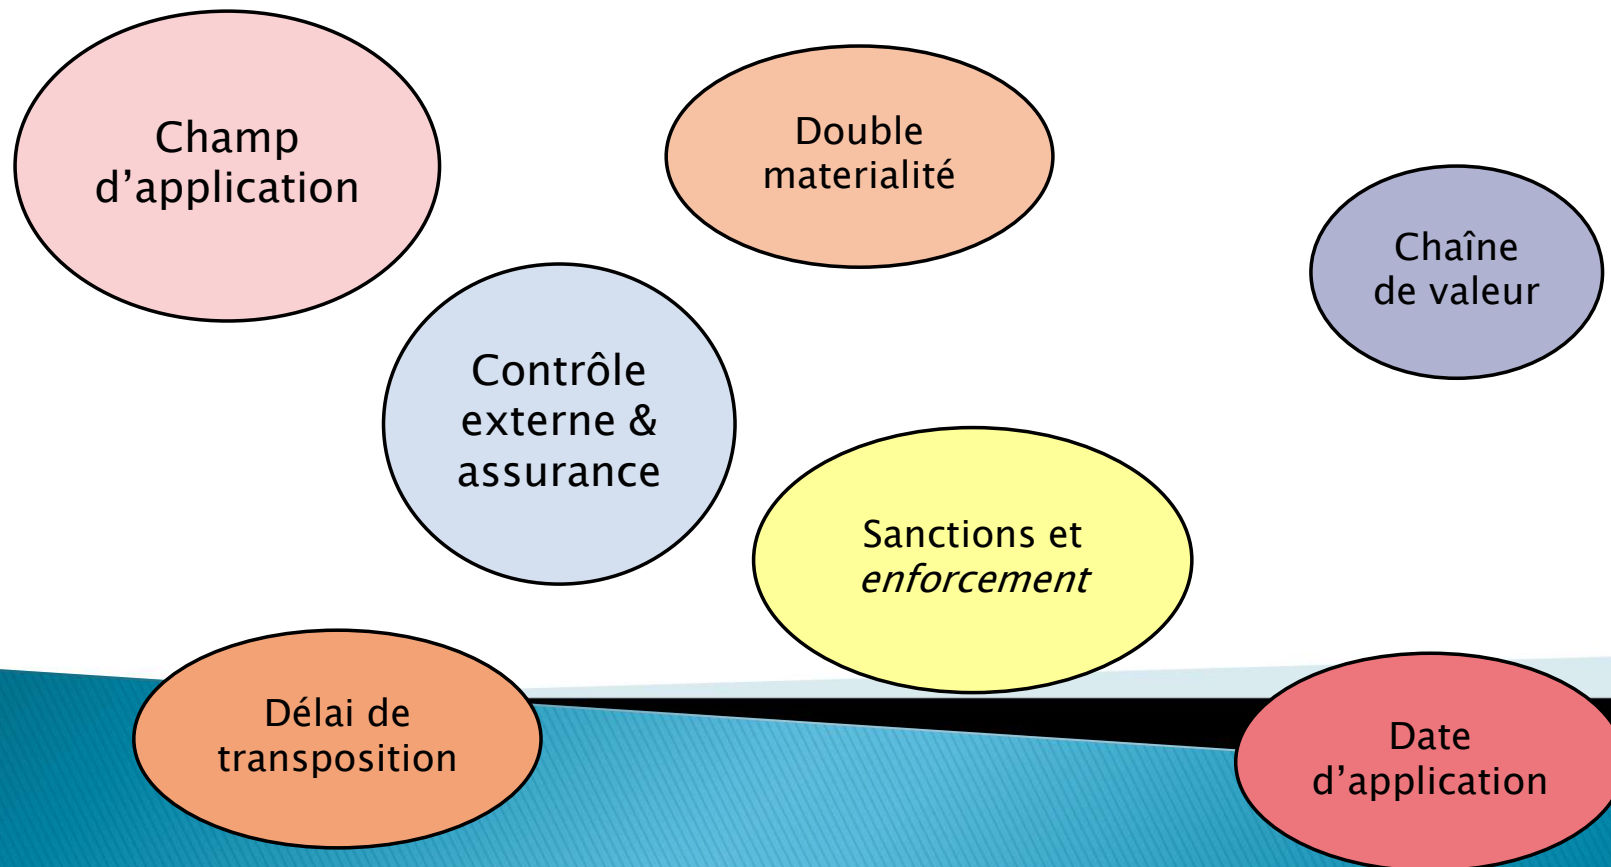 Champ
d’application
Double
materialité
Chaîne
de valeur
Contrôle
externe &
assurance
Sanctions et
enforcement
Délai de
transposition
Date
d’application